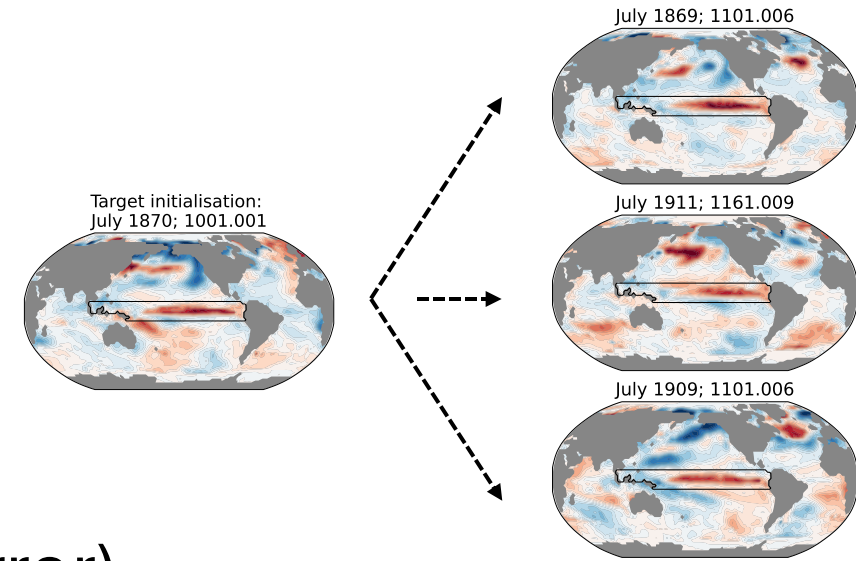 July 1869; 1101.006
Target initialisation:
July 1870; 1001.001
July 1911; 1161.009
July 1909; 1101.006